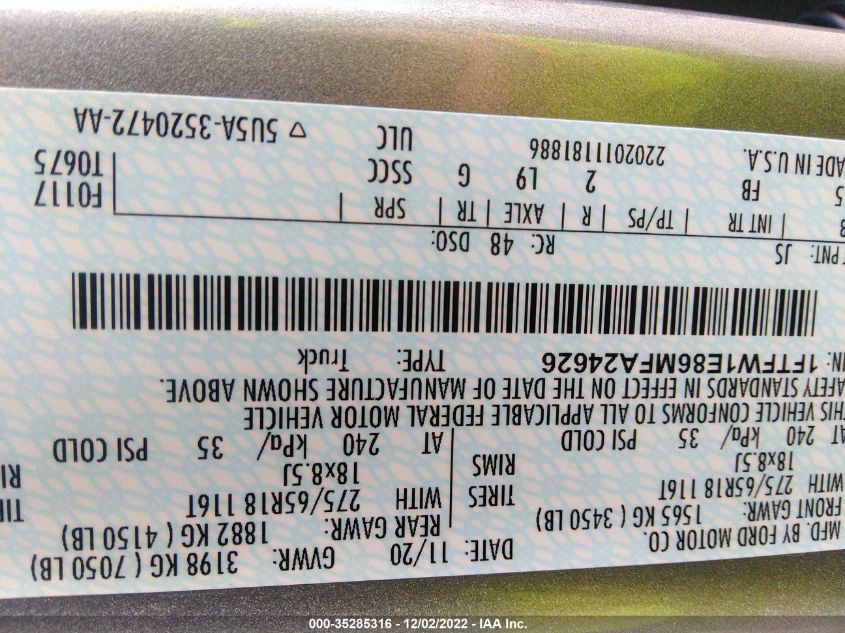 MFD. BY FORD MOTOR CO.
DATE: 11/20 GVWR: 3198 KG ( 7050 LB)
FRONT GAWR: 1565 KG ( 3450 LB) REAR GAWR: 1882 KG ( 4150 LB)
WITH 275/65R18 116T TIRES WITH 275/65R18 116T
18x8.5J RIMS 18x8.5J
AT 240 kPa/ 35 PSI COLD AT 240 kPa/ 35 PSI COLD
THIS VEHICLE CONFORMS TO ALL APPLICABLE FEDERAL MOTOR VEHICLE
AFETY STANDARDS IN EFFECT ON THE DATE OF MANUFACTURE SHOWN ABOVE.
IN: 1FTFW1E86MFA24626 TYPE: Truck
PNT: JS RC: 48 DSO:
INT TR | TP/PS | R | AXLE | TR | SPR F0117
5 FB 2 L9 G SSCC T0675
ADE IN U.S.A. 2202011181886 ULC ▽ 5U5A-3520472-AA
000-35285316 - 12/02/2022 - IAA Inc.